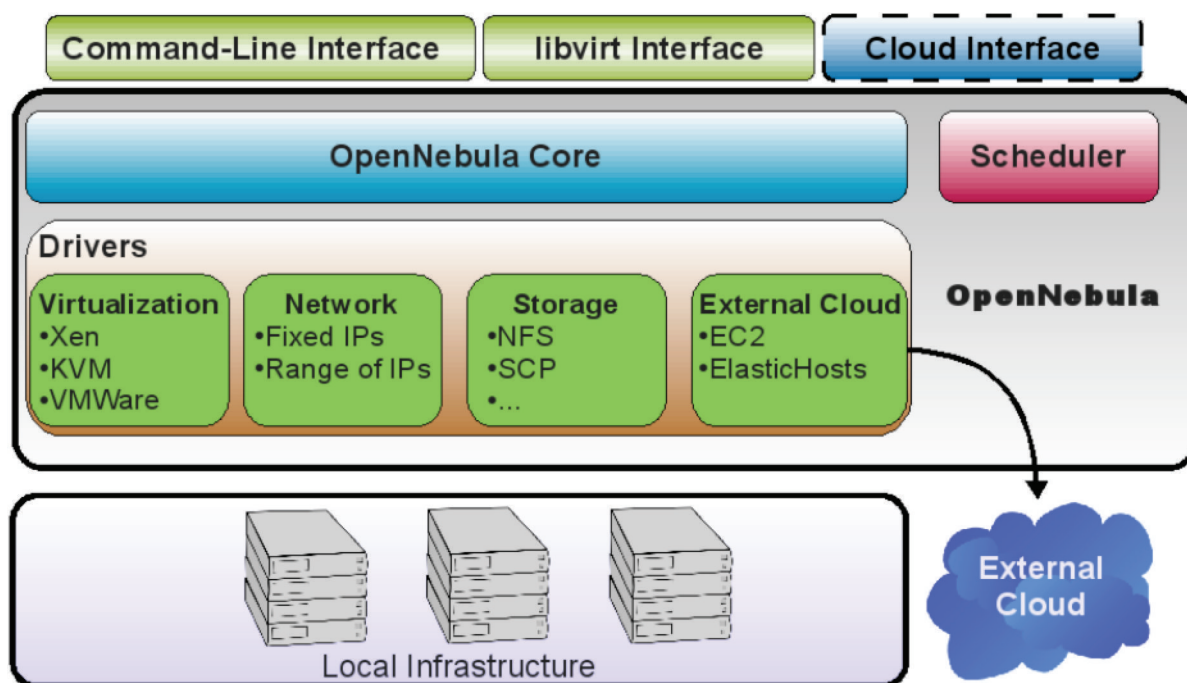 Command-Line Interface
libvirt Interface
Cloud Interface
OpenNebula Core
Scheduler
Drivers
Virtualization
•Xen
•KVM
•VMWare
Network
•Fixed IPs
•Range of IPs
Storage
•NFS
•SCP
•...
External Cloud
•EC2
•ElasticHosts
OpenNebula
Local Infrastructure
External
Cloud